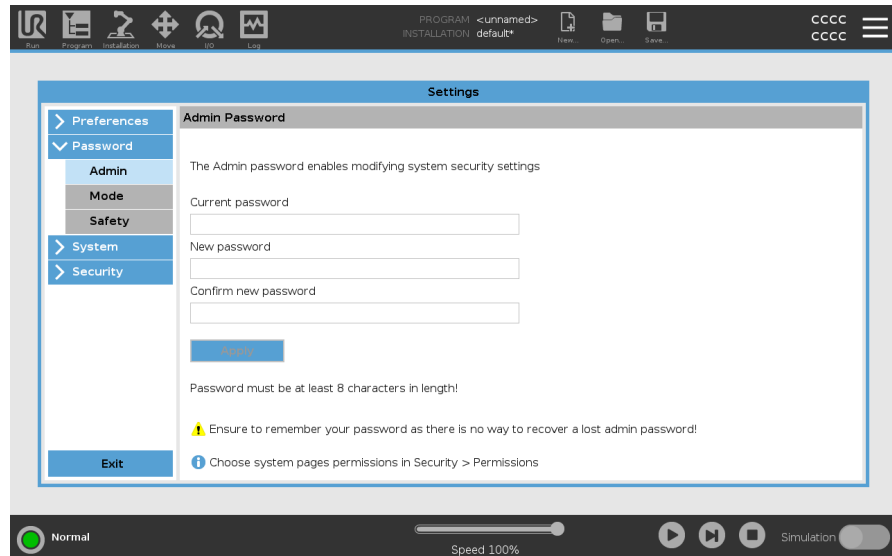 PROGRAM <unnamed>
INSTALLATION default*
CCCC
CCCC
Run Program Installation Move I/O Log New... Open... Save...
Settings
Preferences
Password
Admin
Mode
Safety
System
Security
Exit
Admin Password
The Admin password enables modifying system security settings
Current password
New password
Confirm new password
Apply
Password must be at least 8 characters in length!
Ensure to remember your password as there is no way to recover a lost admin password!
Choose system pages permissions in Security > Permissions
Normal
Speed 100%
Simulation